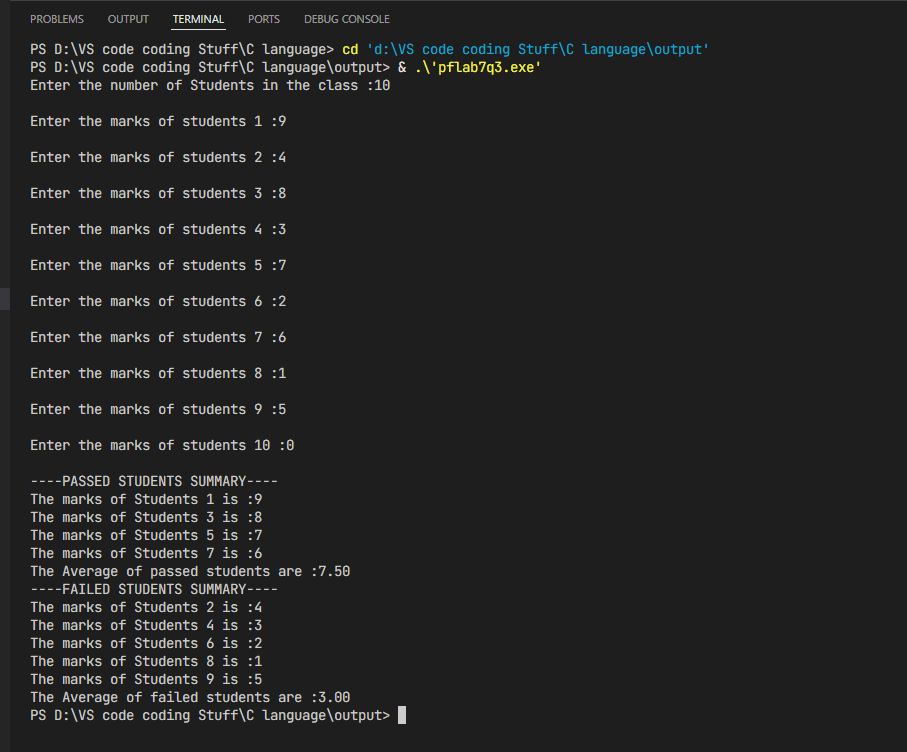 PROBLEMS OUTPUT TERMINAL PORTS DEBUG CONSOLE
PS D:\VS code coding Stuff\C language> cd 'd:\VS code coding Stuff\C language\output'
PS D:\VS code coding Stuff\C language\output> & .\'pflab7q3.exe'
Enter the number of Students in the class :10
Enter the marks of students 1 :9
Enter the marks of students 2 :4
Enter the marks of students 3 :8
Enter the marks of students 4 :3
Enter the marks of students 5 :7
Enter the marks of students 6 :2
Enter the marks of students 7 :6
Enter the marks of students 8 :1
Enter the marks of students 9 :5
Enter the marks of students 10 :0
----PASSED STUDENTS SUMMARY----
The marks of Students 1 is :9
The marks of Students 3 is :8
The marks of Students 5 is :7
The marks of Students 7 is :6
The Average of passed students are :7.50
----FAILED STUDENTS SUMMARY----
The marks of Students 2 is :4
The marks of Students 4 is :3
The marks of Students 6 is :2
The marks of Students 8 is :1
The marks of Students 9 is :5
The Average of failed students are :3.00
PS D:\VS code coding Stuff\C language\output>